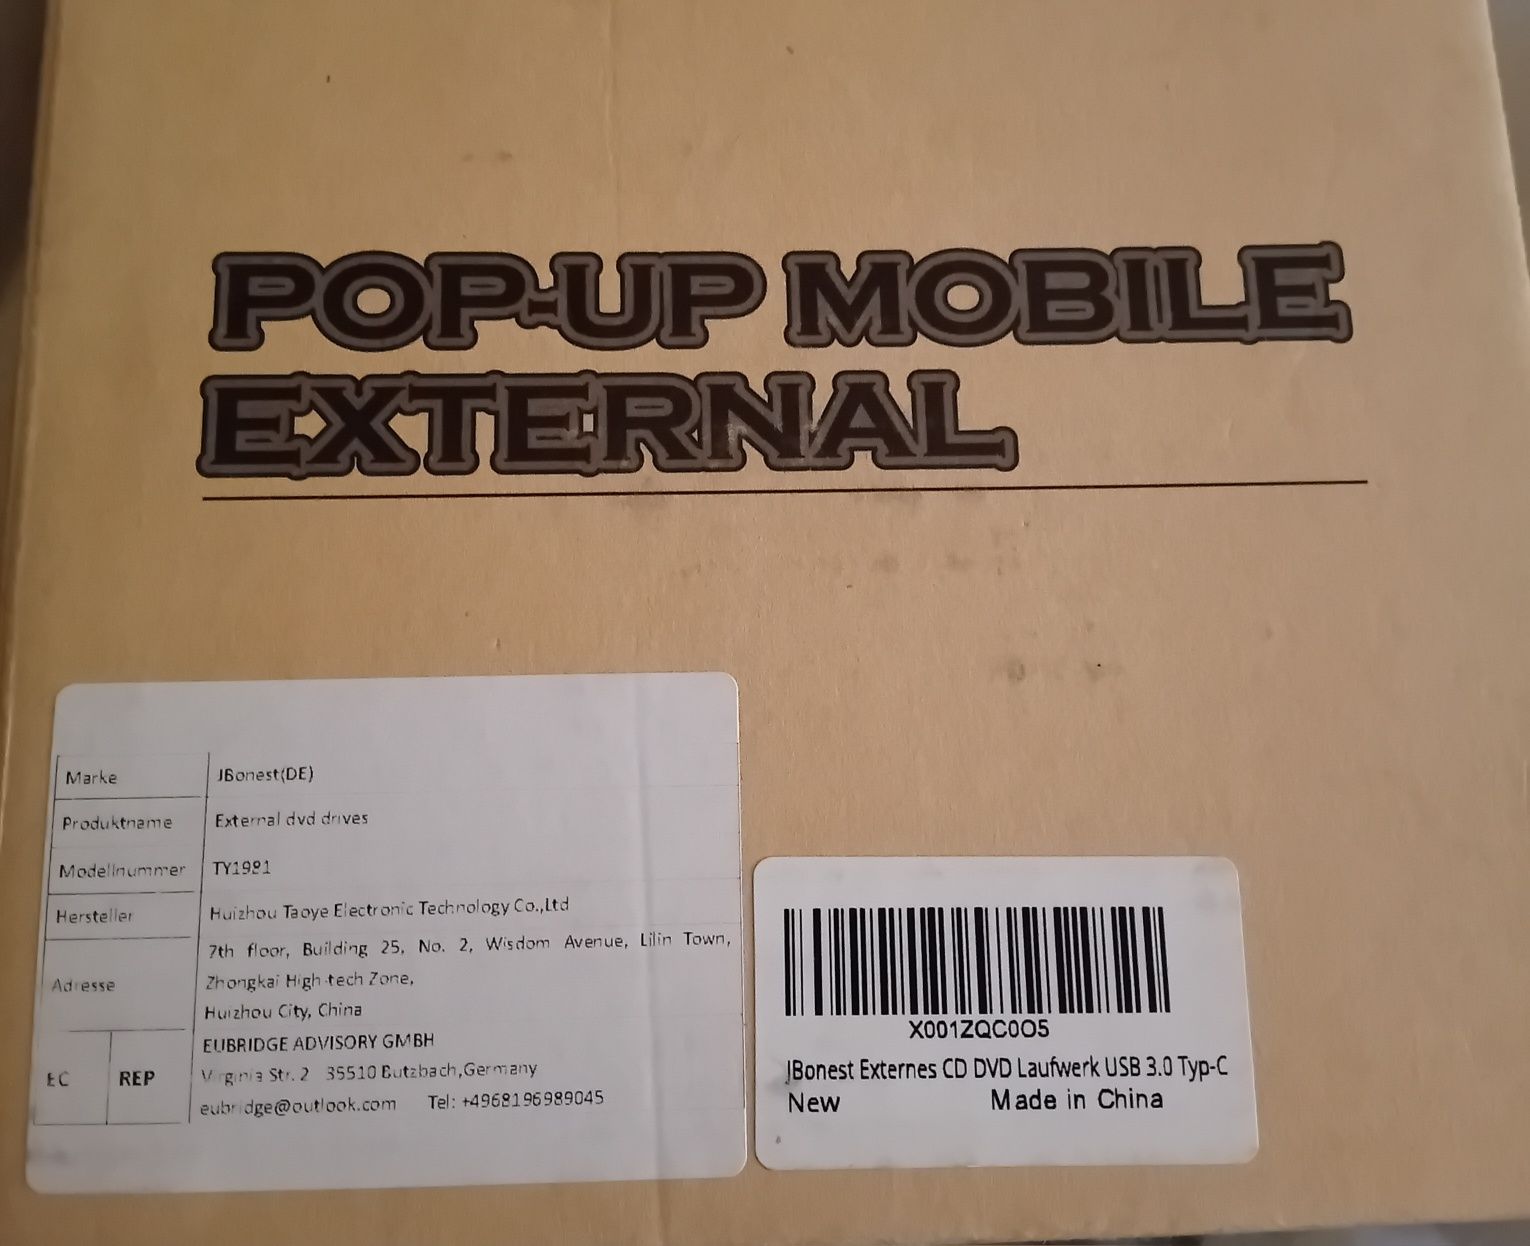 POP-UP MOBILE
EXTERNAL
Marke JBonest(DE)
Produktname External dvd drives
Modellnummer TY1981
Hersteller Huizhou Taoye Electronic Technology Co.,Ltd
Adresse 7th floor, Building 25, No. 2, Wisdom Avenue, Lilin Town,
Zhongkai High-tech Zone,
Huizhou City, China
EC REP EUBRIDGE ADVISORY GMBH
Virginia Str. 2 35510 Butzbach,Germany
eubridge@outlook.com Tel: +4968196989045
X001ZQC0O5
JBonest Externes CD DVD Laufwerk USB 3.0 Typ-C
New Made in China